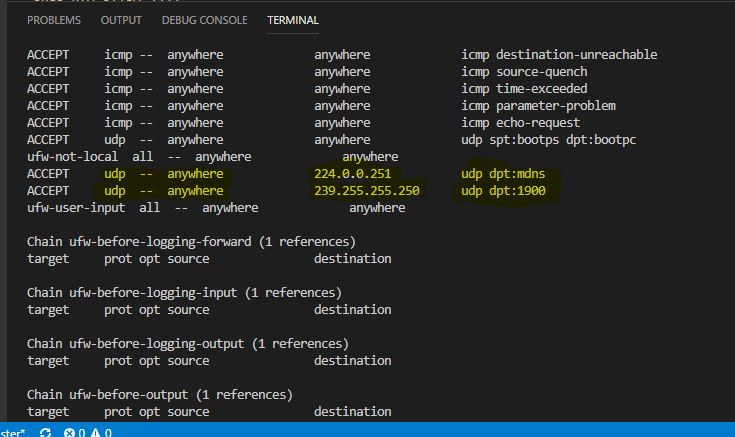 PROBLEMS OUTPUT DEBUG CONSOLE TERMINAL
ACCEPT icmp -- anywhere anywhere icmp destination-unreachable
ACCEPT icmp -- anywhere anywhere icmp source-quench
ACCEPT icmp -- anywhere anywhere icmp time-exceeded
ACCEPT icmp -- anywhere anywhere icmp parameter-problem
ACCEPT icmp -- anywhere anywhere icmp echo-request
ACCEPT udp -- anywhere anywhere udp spt:bootps dpt:bootpc
ufw-not-local all -- anywhere anywhere
ACCEPT udp -- anywhere 224.0.0.251 udp dpt:mdns
ACCEPT udp -- anywhere 239.255.255.250 udp dpt:1900
ufw-user-input all -- anywhere anywhere
Chain ufw-before-logging-forward (1 references)
target prot opt source destination
Chain ufw-before-logging-input (1 references)
target prot opt source destination
Chain ufw-before-logging-output (1 references)
target prot opt source destination
Chain ufw-before-output (1 references)
target prot opt source destination
ster* 0 0